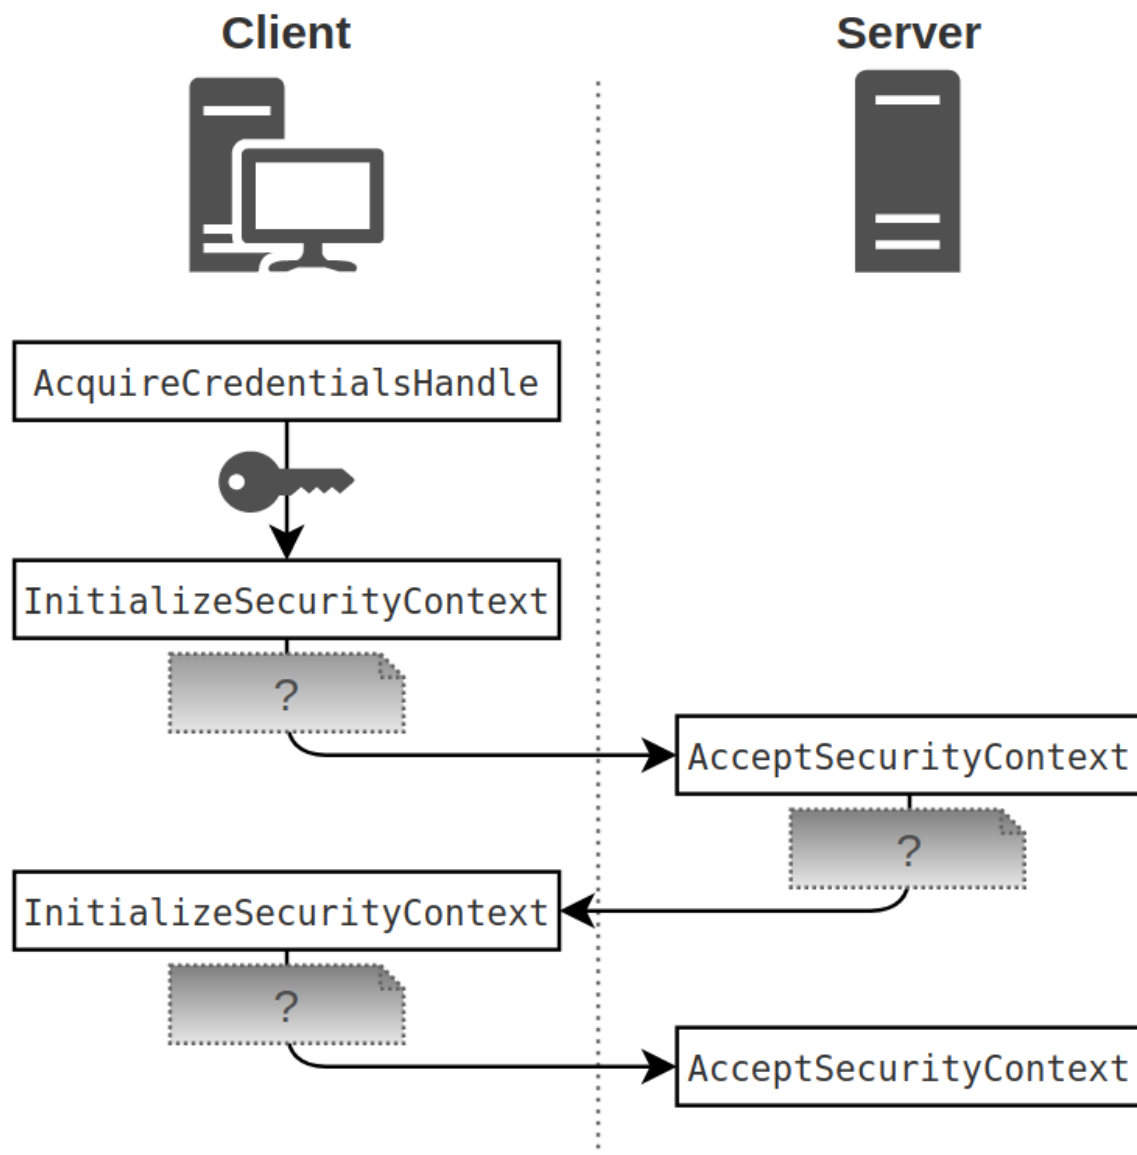 Client
Server
AcquireCredentialsHandle
InitializeSecurityContext
?
AcceptSecurityContext
?
InitializeSecurityContext
?
AcceptSecurityContext